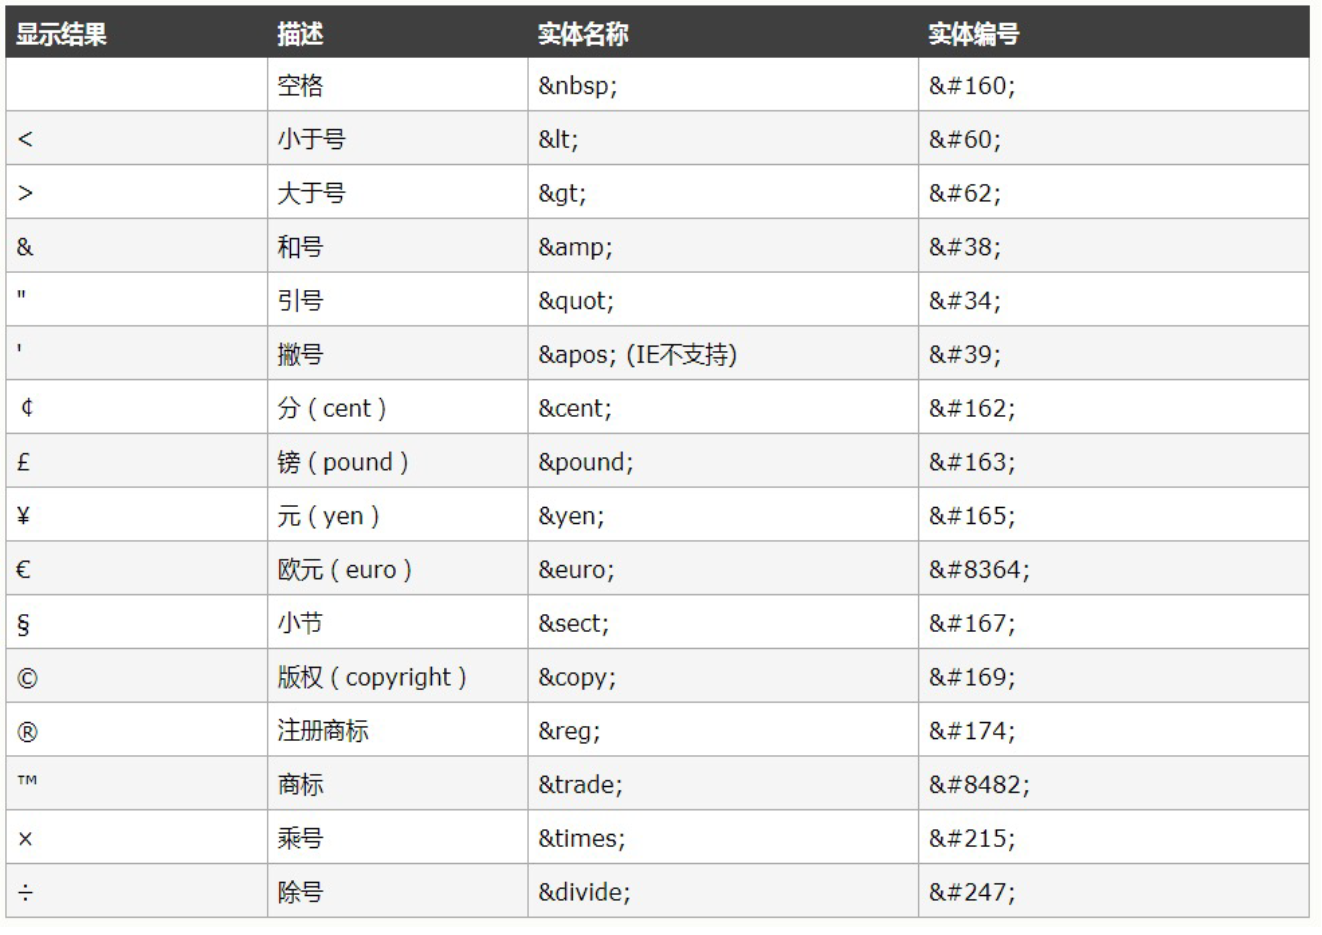 显示结果 描述 实体名称 实体编号
空格 &nbsp; &#160;
< 小于号 &lt; &#60;
> 大于号 &gt; &#62;
& 和号 &amp; &#38;
" 引号 &quot; &#34;
' 撇号 &apos; (IE不支持) &#39;
¢ 分（cent） &cent; &#162;
£ 镑（pound） &pound; &#163;
¥ 元（yen） &yen; &#165;
€ 欧元（euro） &euro; &#8364;
§ 小节 &sect; &#167;
© 版权（copyright） &copy; &#169;
® 注册商标 &reg; &#174;
™ 商标 &trade; &#8482;
× 乘号 &times; &#215;
÷ 除号 &divide; &#247;